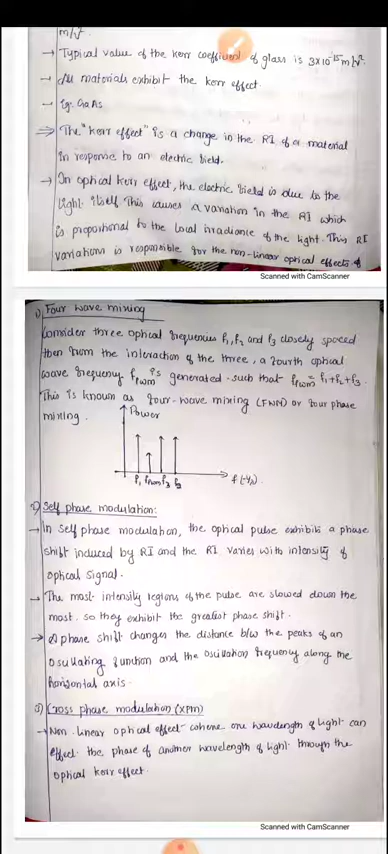 m/V².
→ Typical value of the kerr coefficient of glass is 3×10⁻¹⁵ m/V².
→ All materials exhibit the kerr effect.
→ Eg: GaAs
⇒ The "kerr effect" is a change in the RI of a material
in response to an electric field.
→ In optical kerr effect, the electric field is due to the
light itself This causes a variation in the RI which
is proportional to the local irradiance of the light. This RI
variation is responsible for the non-linear optical effects of
Scanned with CamScanner
1) Four wave mixing
Consider three optical frequencies f1, f2 and f3 closely spaced
then from the interaction of the three, a fourth optical
wave frequency fFWM is generated such that fFWM = f1+f2+f3.
This is known as four-wave mixing (FWM) or four phase
mixing.
Power
f1 fFWM f3 f2
f(-1/λ)
2) Self phase modulation:
→ In Self phase modulation, the optical pulse exhibits a phase
shift induced by RI and the RI varies with intensity of
optical signal.
→ The most intensity regions of the pulse are slowed down the
most. so they exhibit the greatest phase shift.
→ A phase shift changes the distance b/w the peaks of an
oscillating function and the oscillation frequency along the
horizontal axis.
3) Cross phase modulation (XPM)
→ Non-linear optical effect where one wavelength of light can
effect the phase of another wavelength of light through the
optical kerr effect.
Scanned with CamScanner